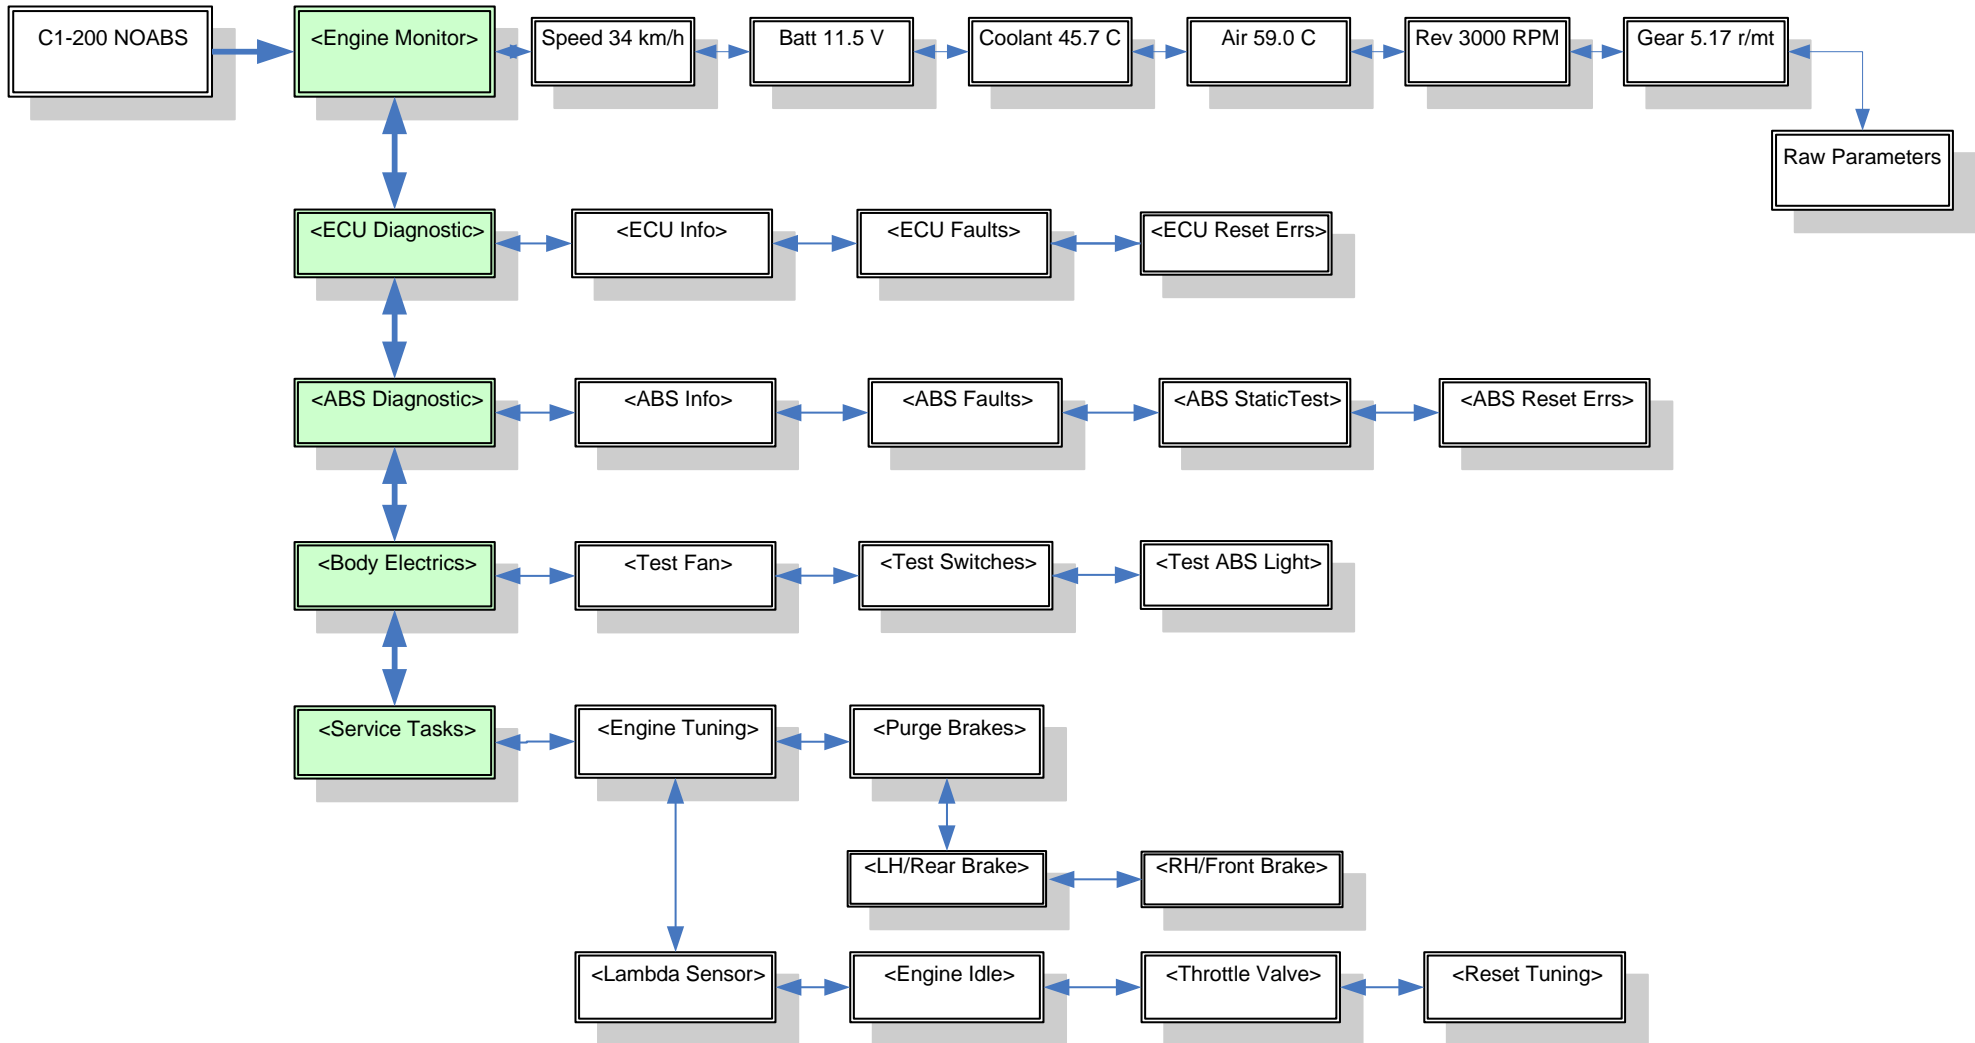 C1-200 NOABS
<Engine Monitor>
Speed 34 km/h
Batt 11.5 V
Coolant 45.7 C
Air 59.0 C
Rev 3000 RPM
Gear 5.17 r/mt
Raw Parameters
<ECU Diagnostic>
<ECU Info>
<ECU Faults>
<ECU Reset Errs>
<ABS Diagnostic>
<ABS Info>
<ABS Faults>
<ABS StaticTest>
<ABS Reset Errs>
<Body Electrics>
<Test Fan>
<Test Switches>
<Test ABS Light>
<Service Tasks>
<Engine Tuning>
<Purge Brakes>
<LH/Rear Brake>
<RH/Front Brake>
<Lambda Sensor>
<Engine Idle>
<Throttle Valve>
<Reset Tuning>